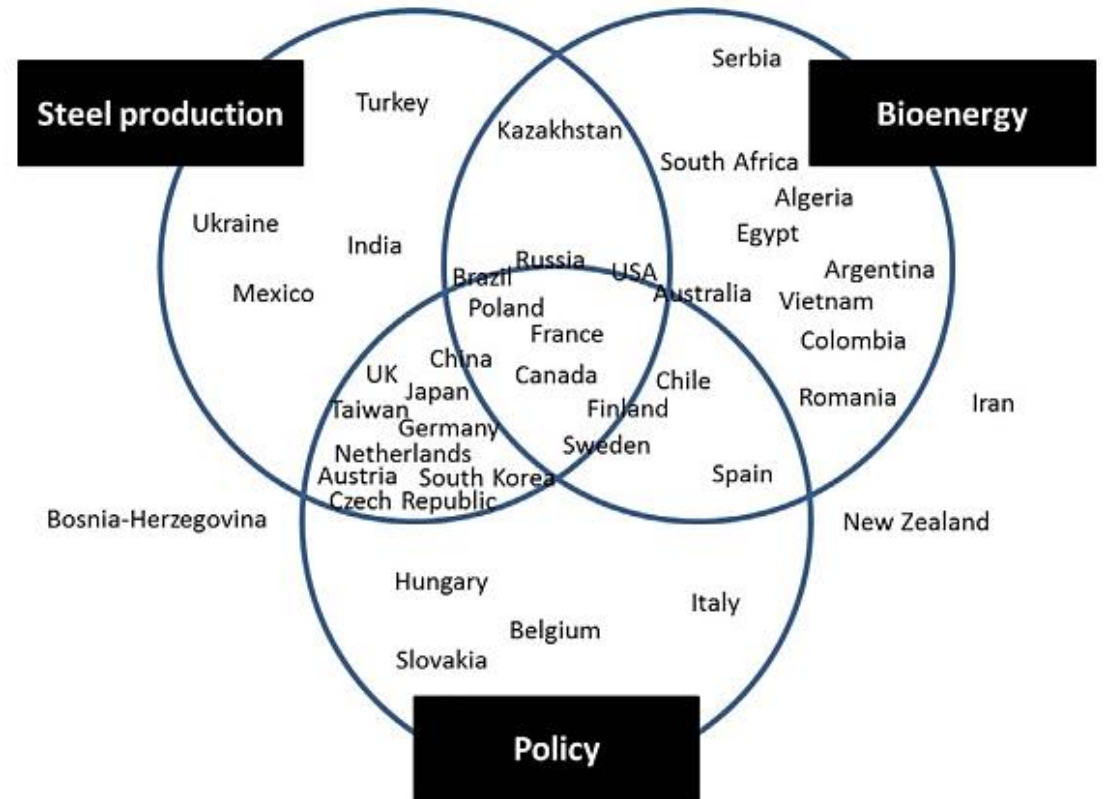 Serbia
Steel production
Bioenergy
Turkey
Kazakhstan
South Africa
Algeria
Ukraine
Egypt
India
Russia
USA
Argentina
Brazil
Mexico
Australia
Vietnam
Poland
France
Colombia
China
UK
Canada
Chile
Japan
Romania
Iran
Taiwan
Finland
Germany
Sweden
Netherlands
Austria
South Korea
Spain
Czech Republic
Bosnia-Herzegovina
New Zealand
Hungary
Italy
Belgium
Slovakia
Policy